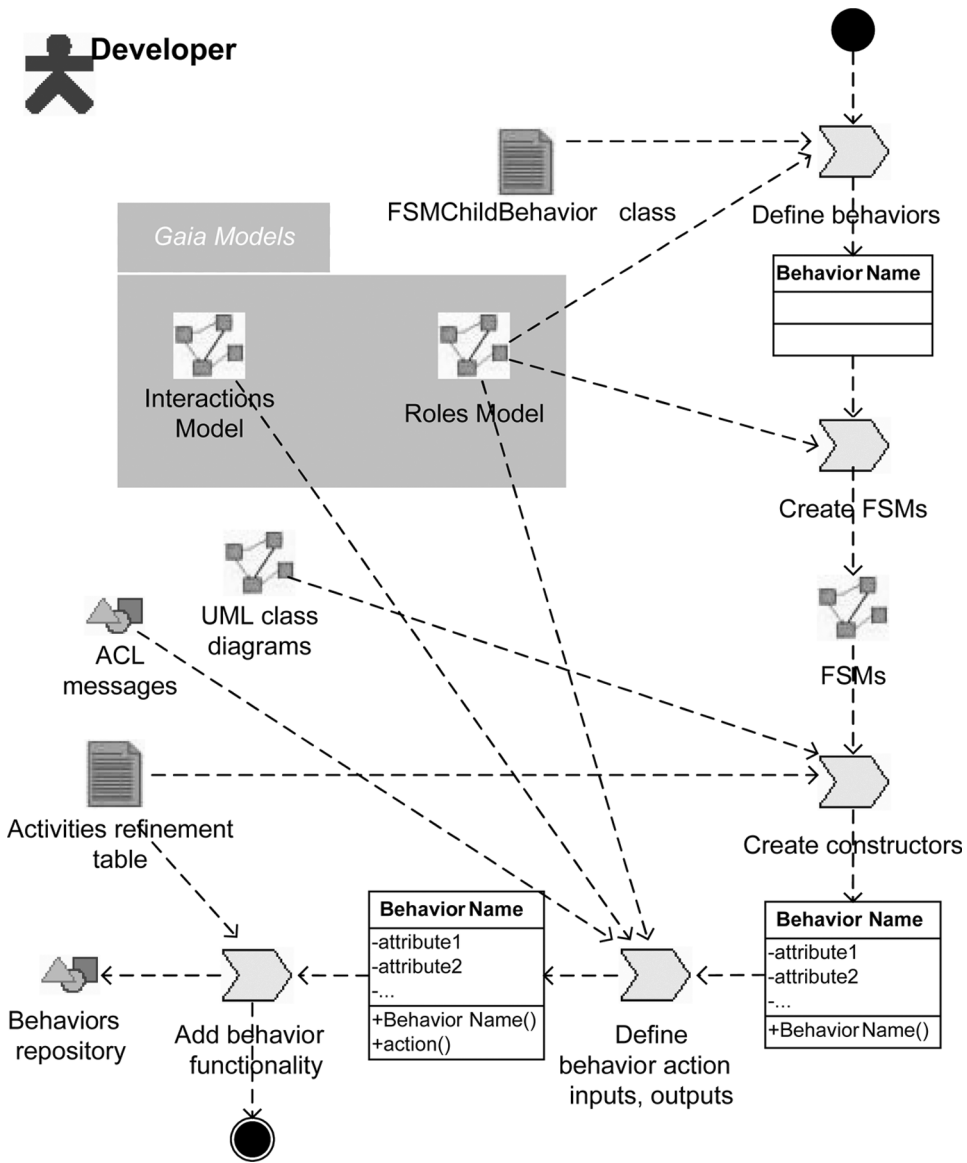 Developer
FSMChildBehavior class
Define behaviors
Gaia Models
Behavior Name
Interactions
Model
Roles Model
Create FSMs
UML class
diagrams
ACL
messages
FSMs
Activities refinement
table
Create constructors
Behavior Name
-attribute1
-attribute2
-...
+Behavior Name()
+action()
Behavior Name
-attribute1
-attribute2
-...
+Behavior Name()
Behaviors
repository
Add behavior
functionality
Define
behavior action
inputs, outputs